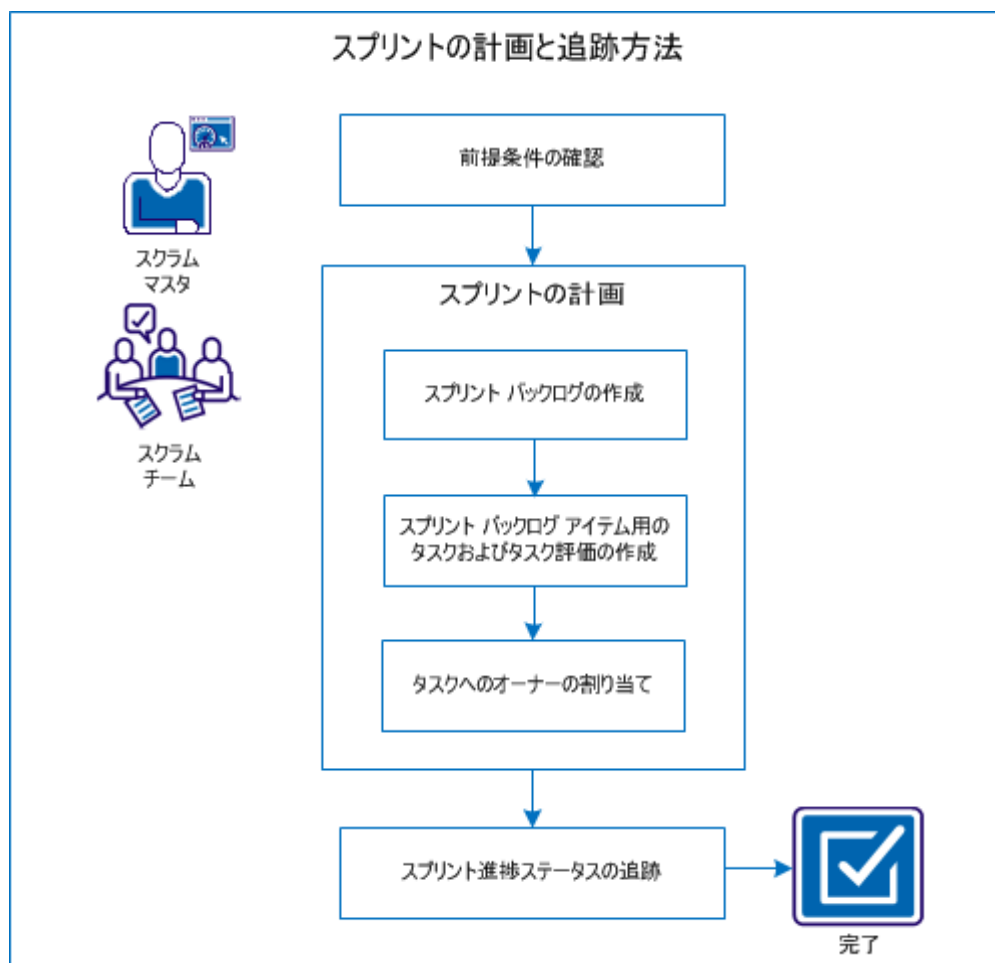 スプリントの計画と追跡方法
前提条件の確認
スクラム
マスタ
スクラム
チーム
スプリントの計画
スプリント バックログの作成
スプリント バックログ アイテム用の
タスクおよびタスク評価の作成
タスクへのオーナーの割り当て
スプリント進捗ステータスの追跡
完了